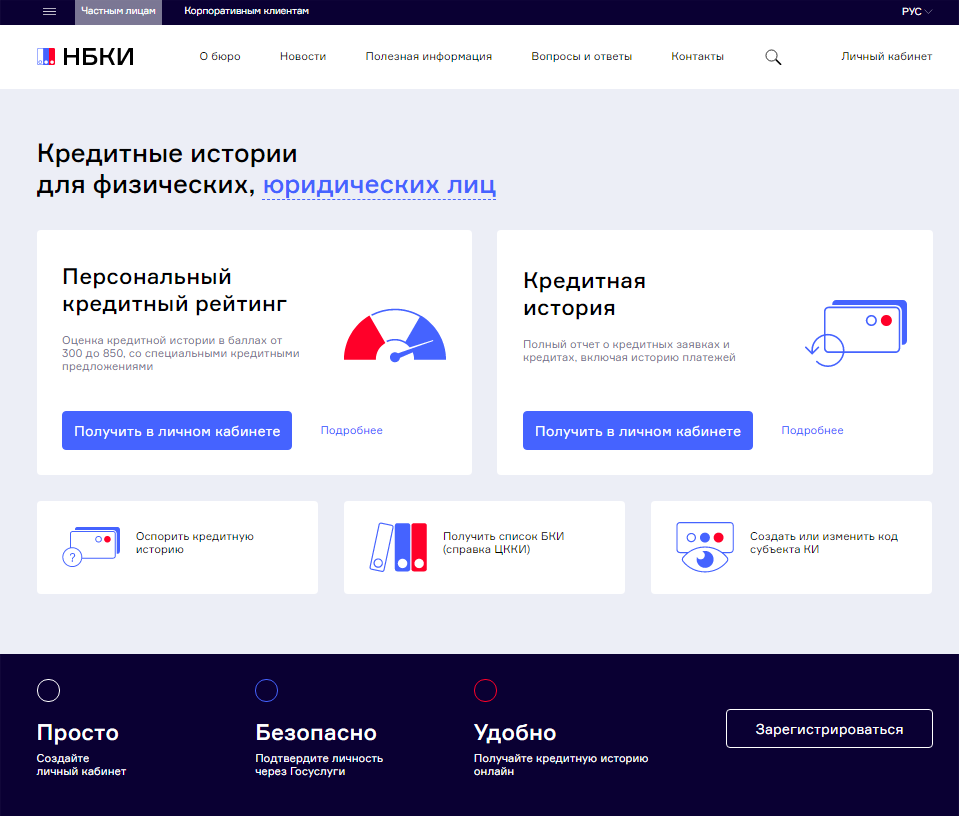 Частным лицам
Корпоративным клиентам
РУС
НБКИ
О бюро
Новости
Полезная информация
Вопросы и ответы
Контакты
Личный кабинет
Кредитные истории
для физических, юридических лиц
Персональный
кредитный рейтинг
Оценка кредитной истории в баллах от
300 до 850, со специальными кредитными
предложениями
Получить в личном кабинете
Подробнее
Кредитная
история
Полный отчет о кредитных заявках и
кредитах, включая историю платежей
Получить в личном кабинете
Подробнее
?
Оспорить кредитную
историю
Получить список БКИ
(справка ЦККИ)
Создать или изменить код
субъекта КИ
Просто
Создайте
личный кабинет
Безопасно
Подтвердите личность
через Госуслуги
Удобно
Получайте кредитную историю
онлайн
Зарегистрироваться